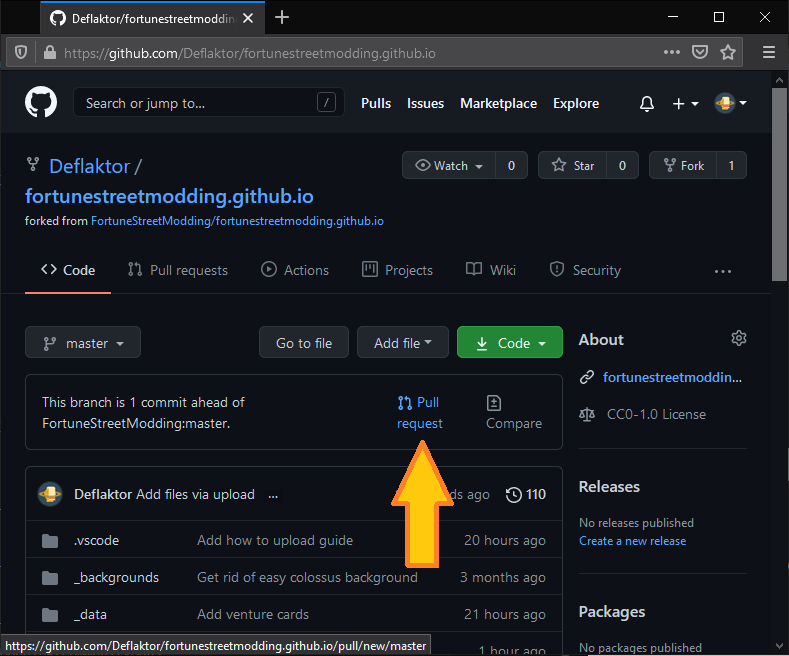 Deflaktor/fortunestreetmoddin
https://github.com/Deflaktor/fortunestreetmodding.github.io
Search or jump to...
/
Pulls
Issues
Marketplace
Explore
Deflaktor /
fortunestreetmodding.github.io
forked from FortuneStreetModding/fortunestreetmodding.github.io
Watch
0
Star
0
Fork
1
Code
Pull requests
Actions
Projects
Wiki
Security
...
master
Go to file
Add file
Code
This branch is 1 commit ahead of
FortuneStreetModding:master.
Pull
request
Compare
Deflaktor Add files via upload ...
ago
110
.vscode
Add how to upload guide
20 hours ago
_backgrounds
Get rid of easy colossus background
3 months ago
_data
Add venture cards
21 hours ago
1 hour ago
About
fortunestreetmoddin...
CC0-1.0 License
Releases
No releases published
Create a new release
Packages
No packages published
https://github.com/Deflaktor/fortunestreetmodding.github.io/pull/new/master